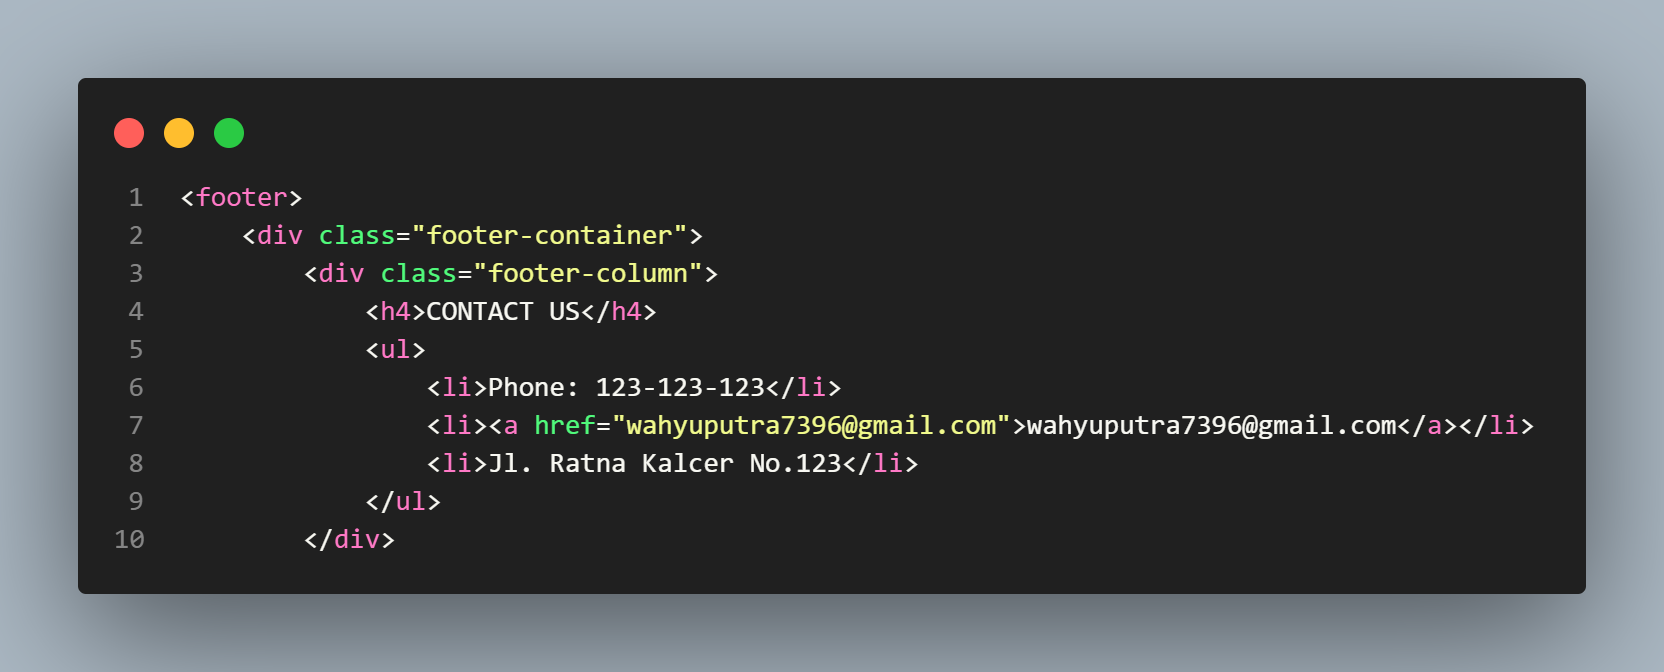 1 <footer>
2     <div class="footer-container">
3         <div class="footer-column">
4             <h4>CONTACT US</h4>
5             <ul>
6                 <li>Phone: 123-123-123</li>
7                 <li><a href="wahyuputra7396@gmail.com">wahyuputra7396@gmail.com</a></li>
8                 <li>Jl. Ratna Kalcer No.123</li>
9             </ul>
10         </div>